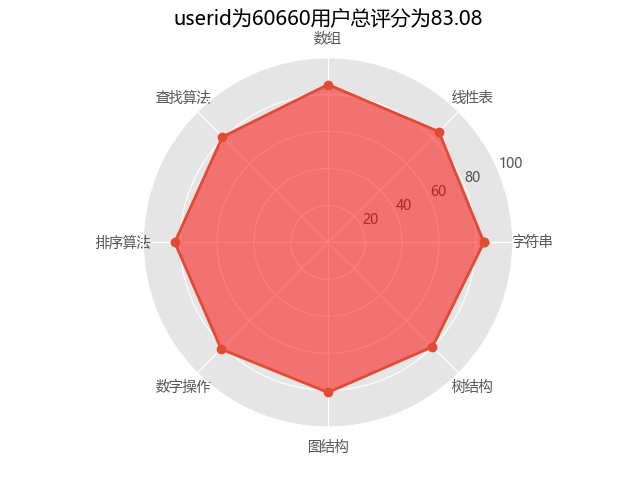 userid为60660用户总评分为83.08
数组
查找算法
线性表
100
80
60
40
20
排序算法
字符串
数字操作
树结构
图结构